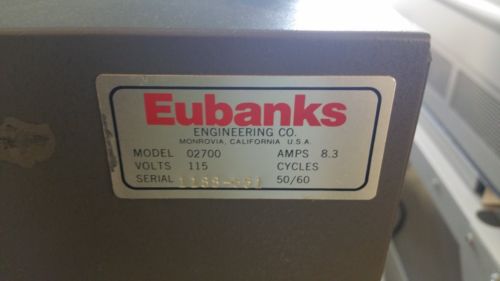 Eubanks
ENGINEERING CO.
MONROVIA, CALIFORNIA U.S.A.
MODEL 02700 AMPS 8.3
VOLTS 115 CYCLES
SERIAL 50/60